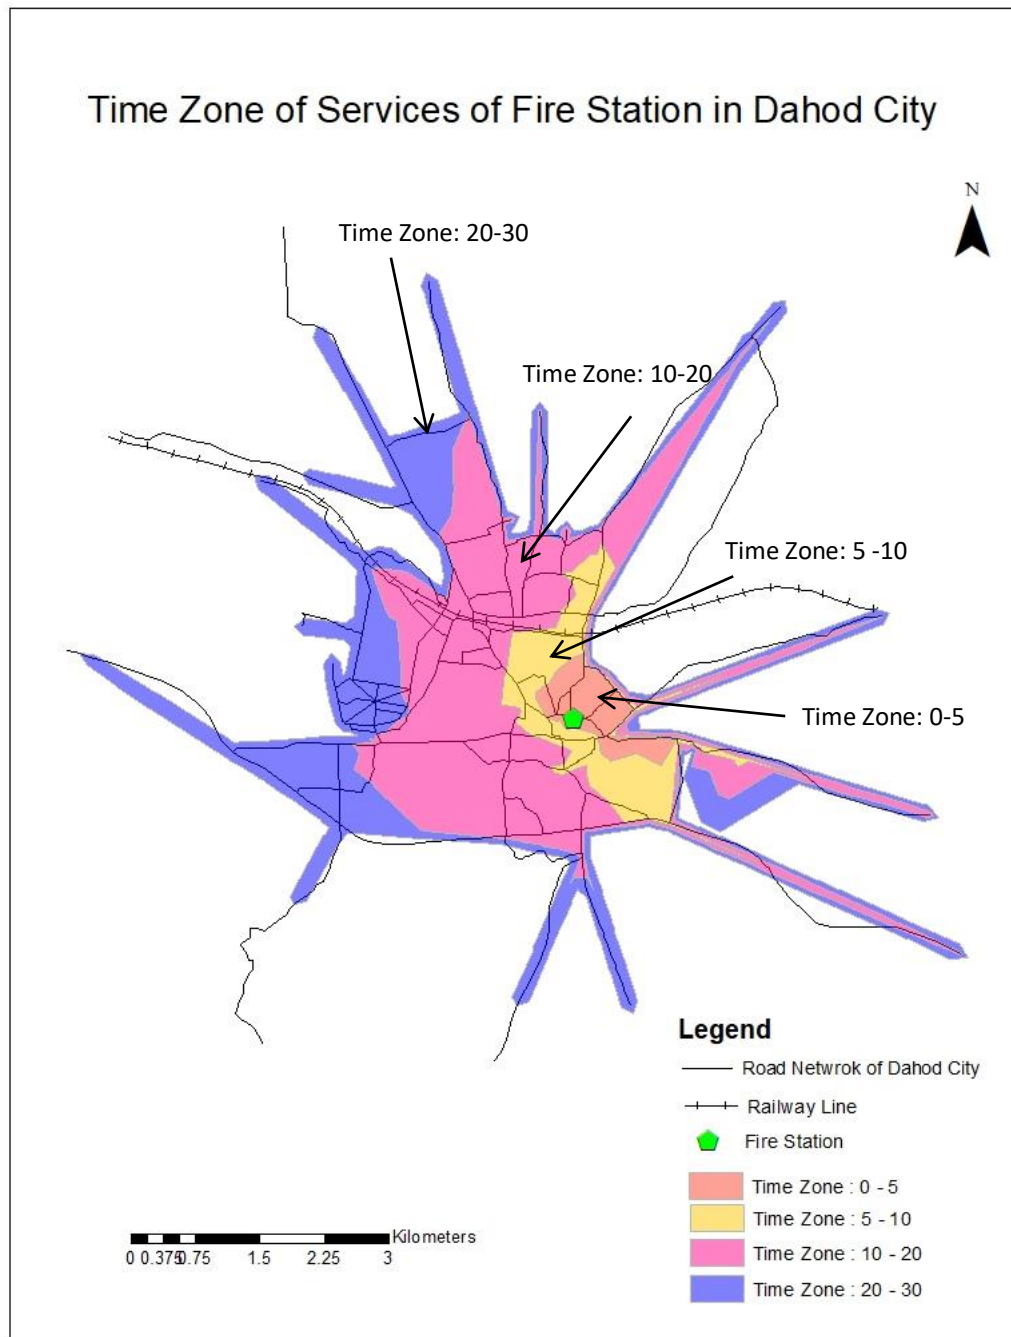 Time Zone of Services of Fire Station in Dahod City
N
Time Zone: 20-30
Time Zone: 10-20
Time Zone: 5 -10
Time Zone: 0-5
Legend
Road Netwrok of Dahod City
Railway Line
Fire Station
Time Zone : 0 - 5
Time Zone : 5 - 10
Time Zone : 10 - 20
Time Zone : 20 - 30
Kilometers
0 0.375 0.75 1.5 2.25 3